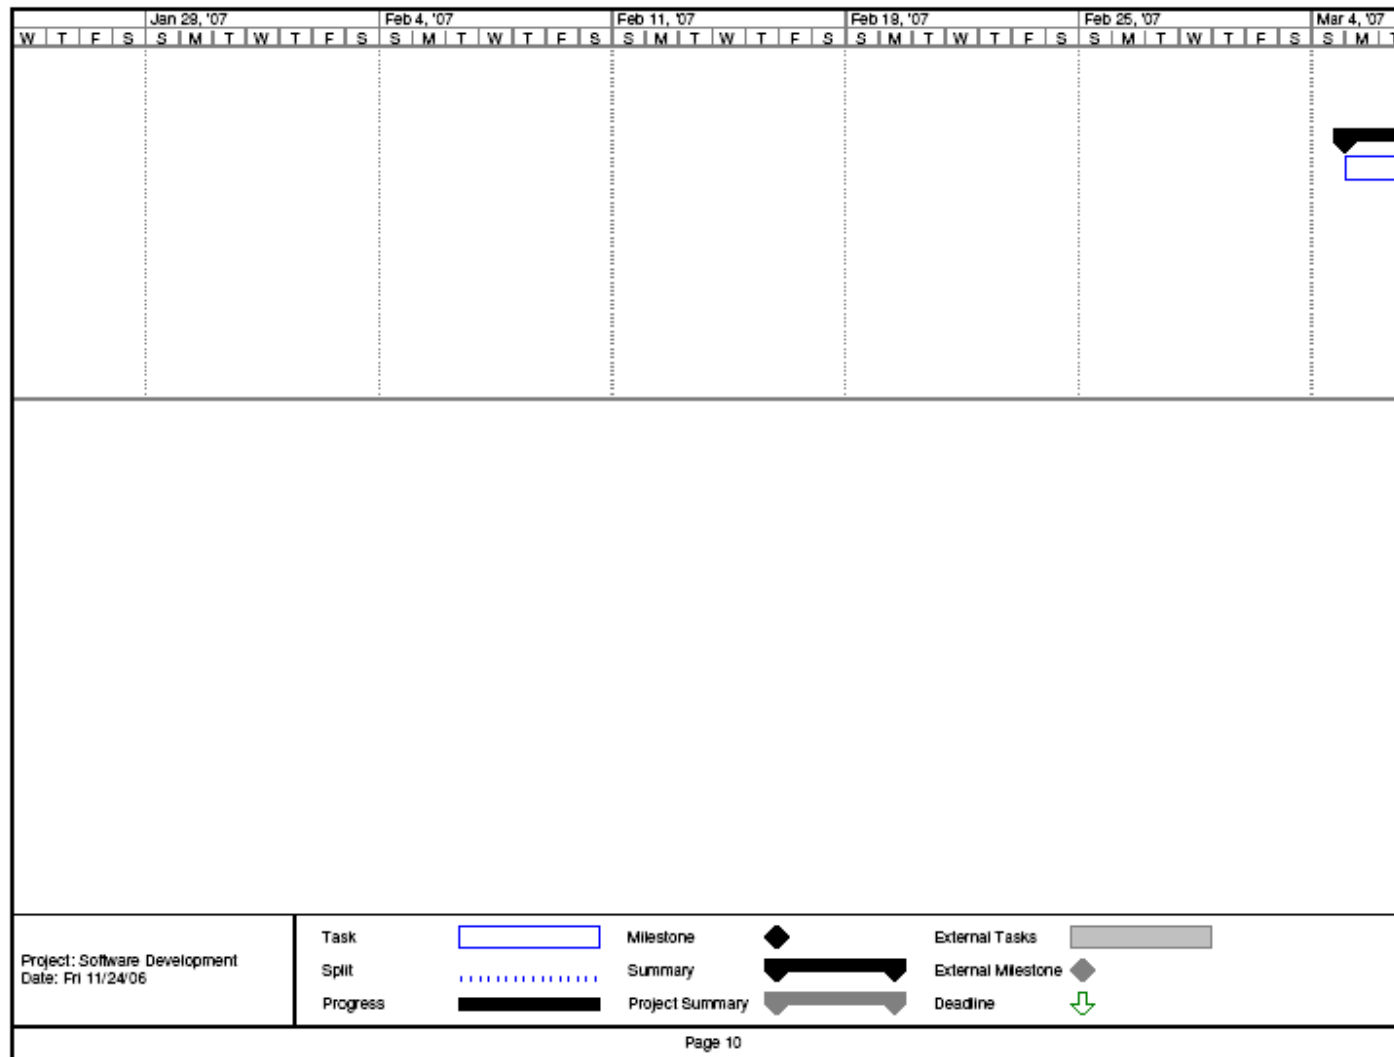 Jan 28, '07 Feb 4, '07 Feb 11, '07 Feb 18, '07 Feb 25, '07 Mar 4, '07
W T F S S M T W T F S S M T W T F S S M T W T F S S M T W T F S S M T W T F S S M T
Project: Software Development
Date: Fri 11/24/06
Task Milestone External Tasks
Split Summary External Milestone
Progress Project Summary Deadline
Page 10